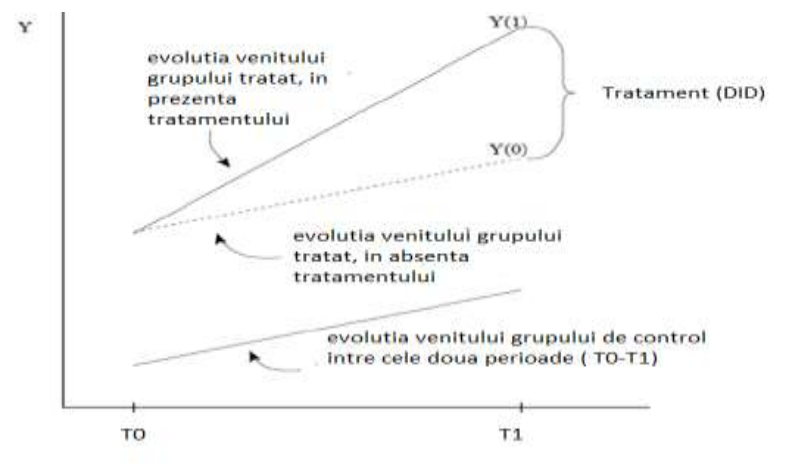 Y
Y(1)
evolutia venitului
grupului tratat, in
prezenta
tratamentului
Tratament (DID)
Y(0)
evolutia venitului grupului
tratat, in absenta
tratamentului
evolutia venitului grupului de control
intre cele doua perioade ( T0-T1)
T0
T1